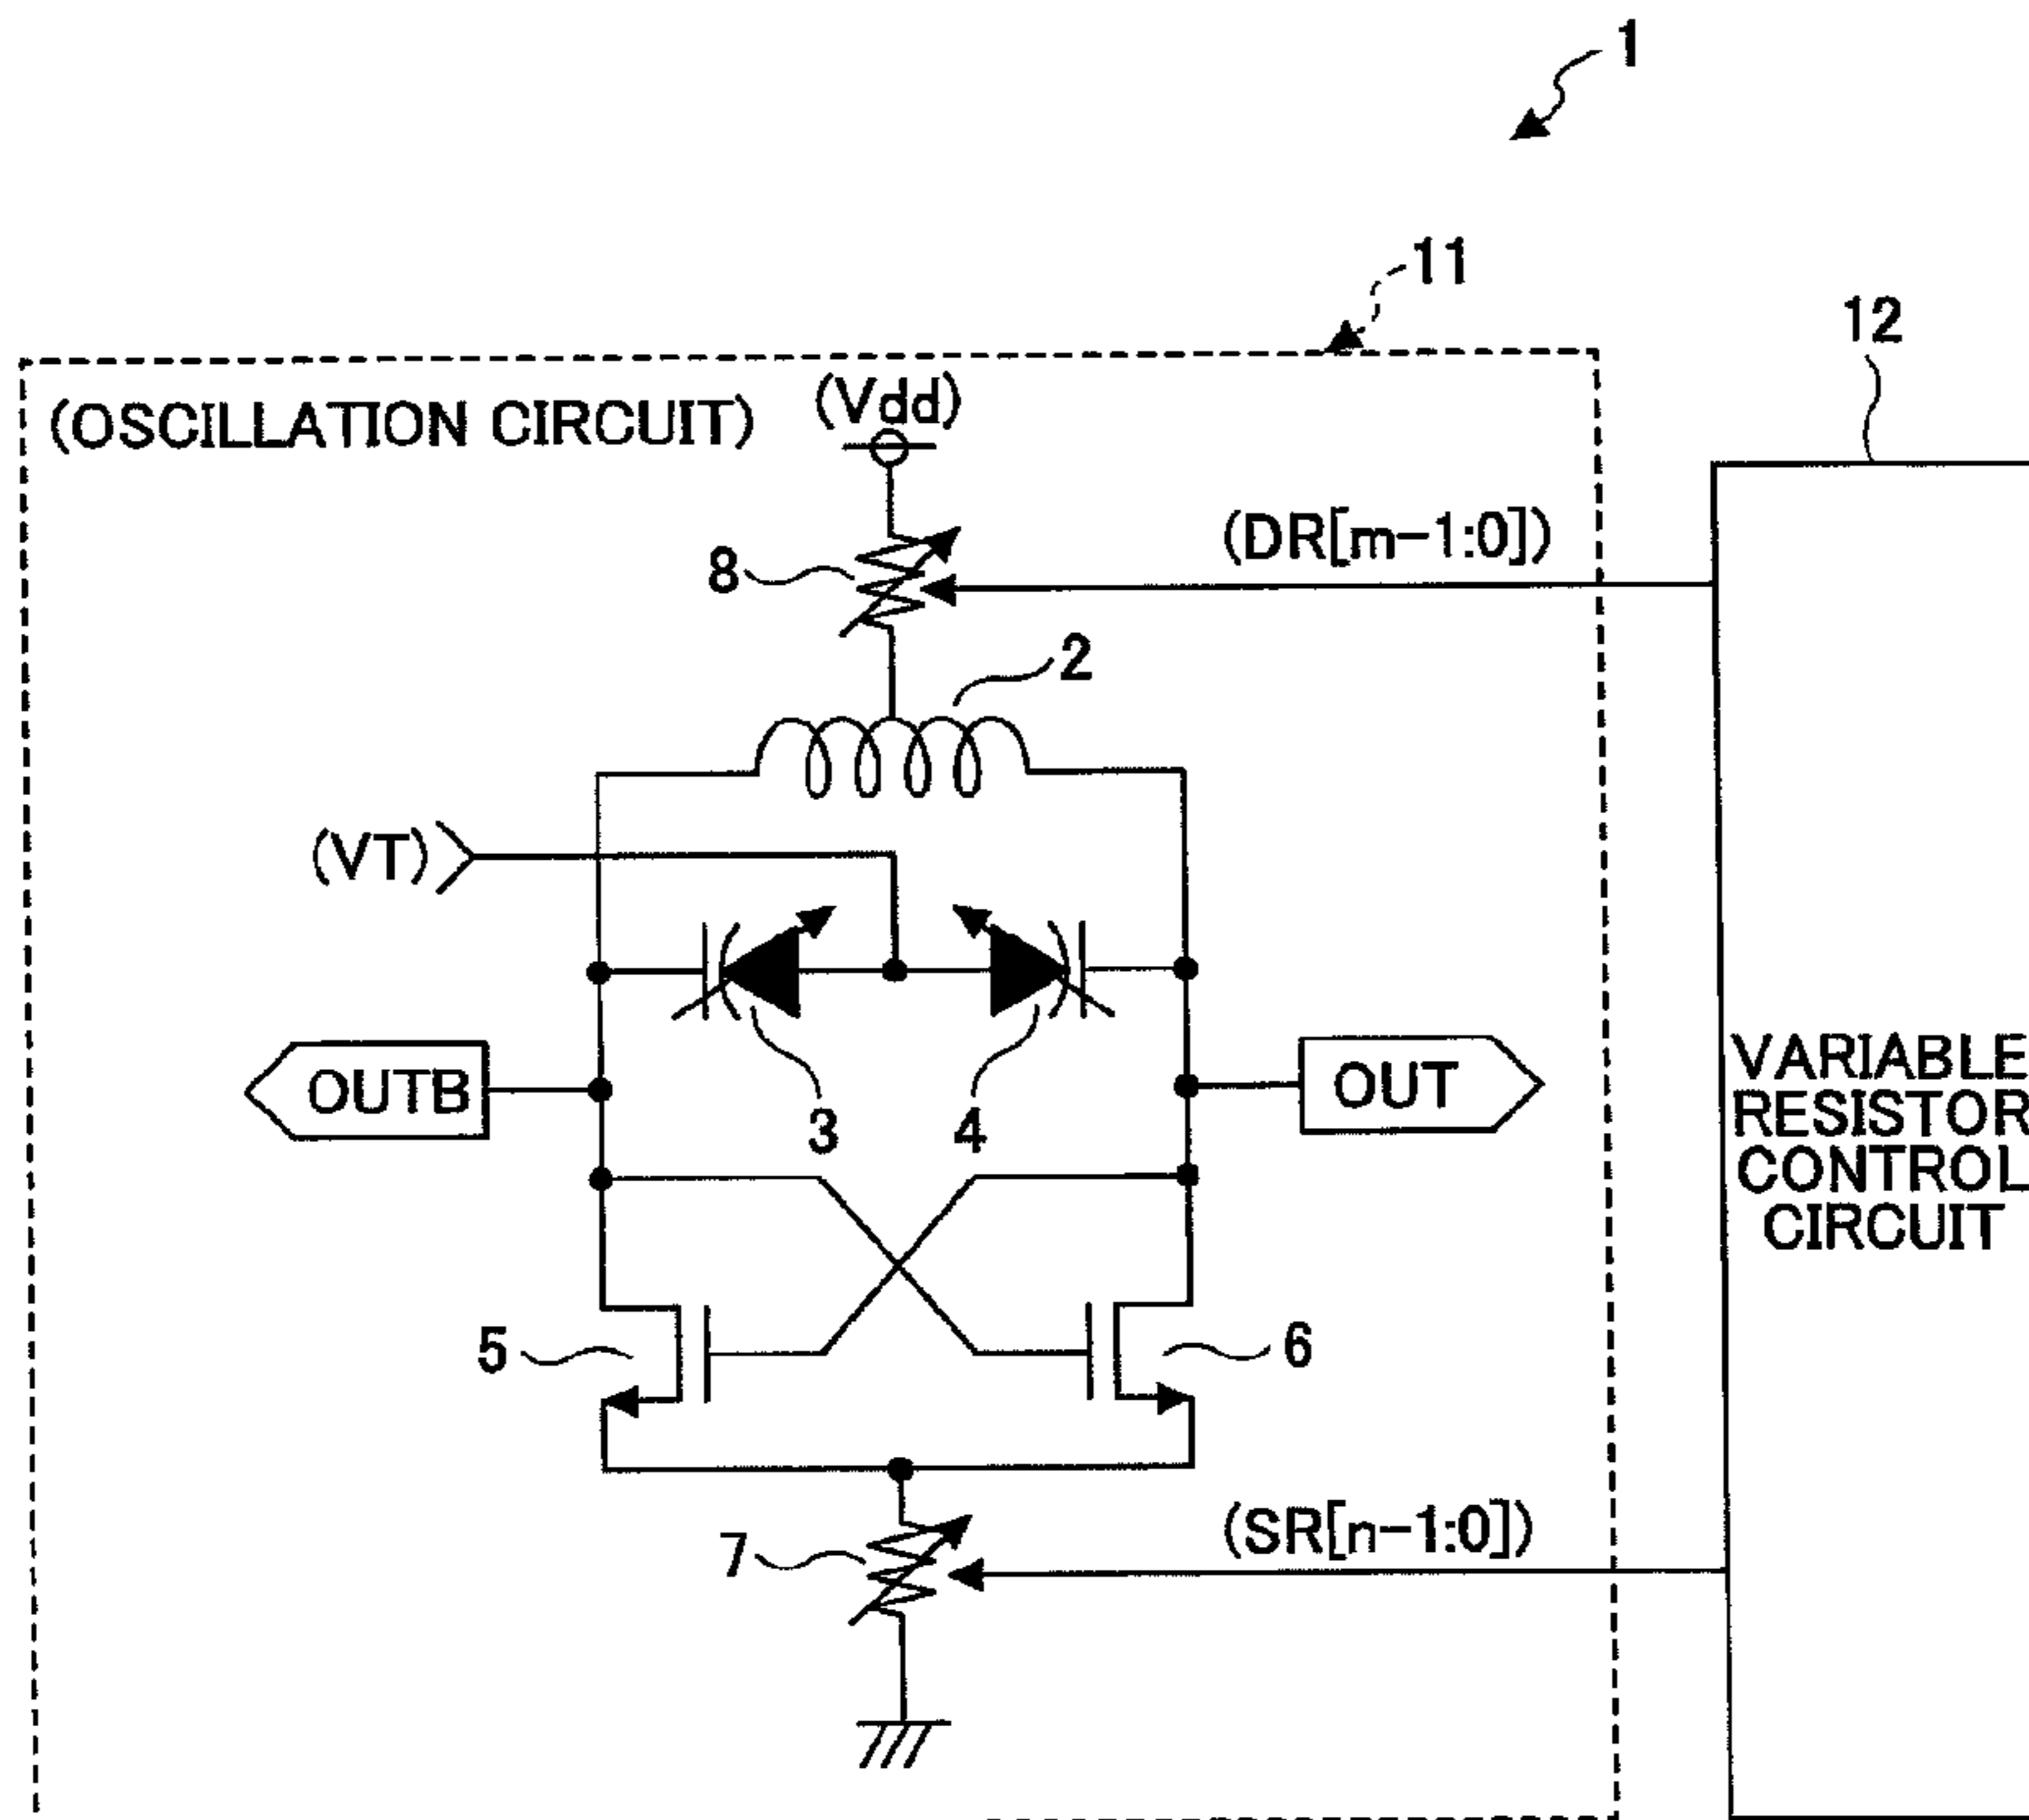 1
11
12
(OSCILLATION CIRCUIT)
(Vdd)
(DR[m-1:0])
8
2
(VT)
OUTB
OUT
3
4
VARIABLE
RESISTOR
CONTROL
CIRCUIT
5
6
(SR[n-1:0])
7